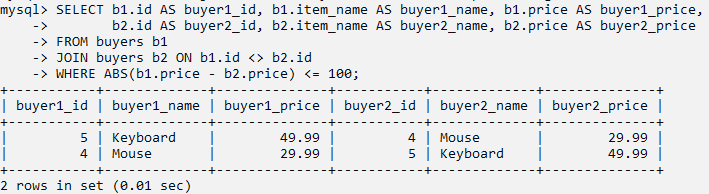 mysql> SELECT b1.id AS buyer1_id, b1.item_name AS buyer1_name, b1.price AS buyer1_price,
    ->        b2.id AS buyer2_id, b2.item_name AS buyer2_name, b2.price AS buyer2_price
    -> FROM buyers b1
    -> JOIN buyers b2 ON b1.id <> b2.id
    -> WHERE ABS(b1.price - b2.price) <= 100;
+-----------+-------------+--------------+-----------+-------------+--------------+
| buyer1_id | buyer1_name | buyer1_price | buyer2_id | buyer2_name | buyer2_price |
+-----------+-------------+--------------+-----------+-------------+--------------+
|         5 | Keyboard    |        49.99 |         4 | Mouse       |        29.99 |
|         4 | Mouse       |        29.99 |         5 | Keyboard    |        49.99 |
+-----------+-------------+--------------+-----------+-------------+--------------+
2 rows in set (0.01 sec)